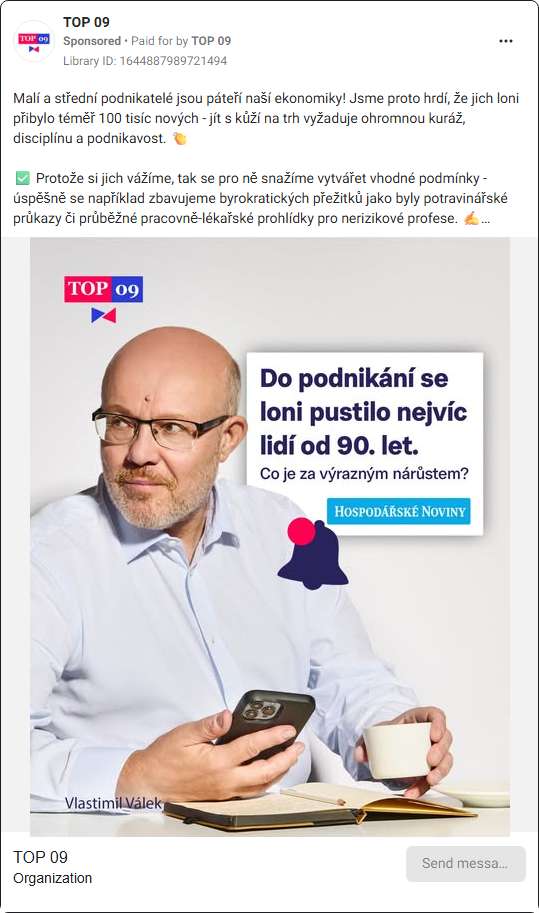 TOP 09
Sponsored • Paid for by TOP 09
Library ID: 1644887989721494
Malí a střední podnikatelé jsou páteří naší ekonomiky! Jsme proto hrdí, že jich loni
přibylo téměř 100 tisíc nových - jít s kůží na trh vyžaduje ohromnou kuráž,
disciplínu a podnikavost. 👏
✅ Protože si jich vážíme, tak se pro ně snažíme vytvářet vhodné podmínky -
úspěšně se například zbavujeme byrokratických přežitků jako byly potravinářské
průkazy či průběžné pracovně-lékařské prohlídky pro nerizikové profese. ✍️...
TOP 09
Do podnikání se
loni pustilo nejvíc
lidí od 90. let.
Co je za výrazným nárůstem?
HOSPODÁŘSKÉ NOVINY
Vlastimil Válek
TOP 09
Organization
Send messa...